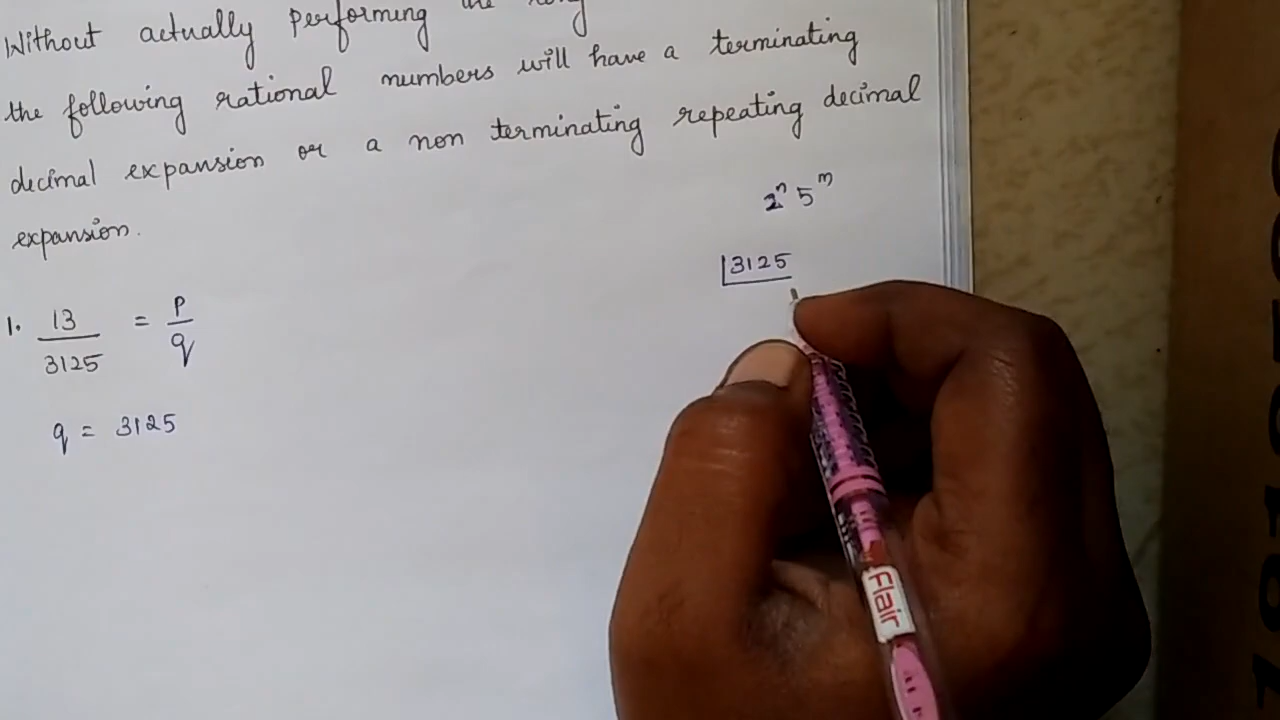 Without actually performing the long
the following rational numbers will have a terminating
decimal expansion or a non terminating repeating decimal
expansion.
2ⁿ 5ᵐ
3125
1. 13/3125 = p/q
q = 3125
Flair